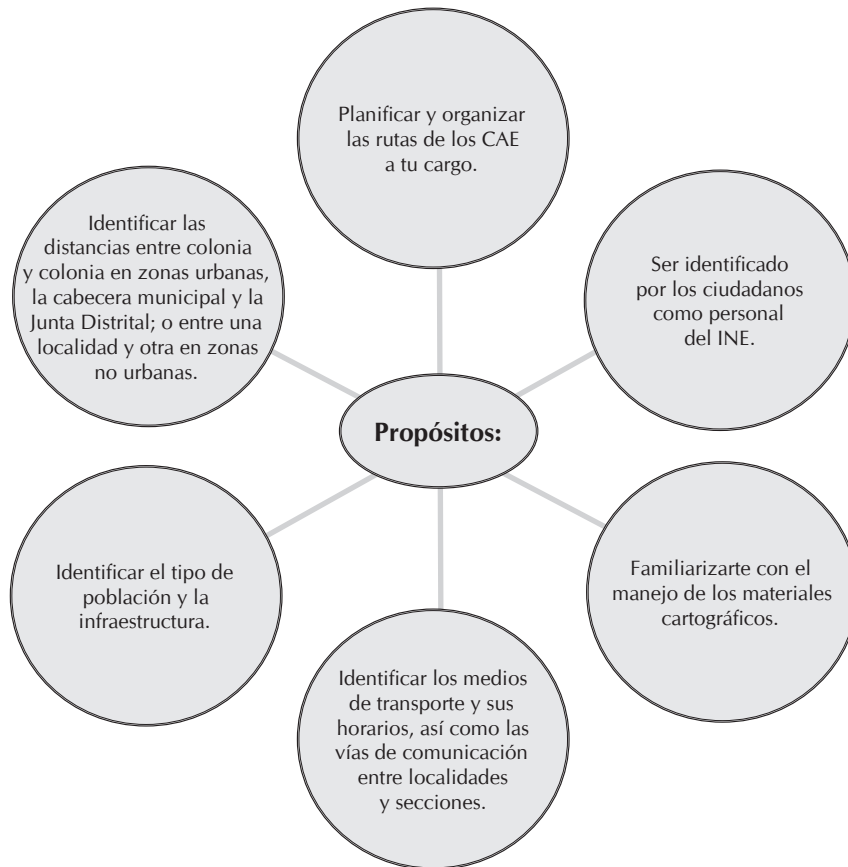 Planificar y organizar
las rutas de los CAE
a tu cargo.
Identificar las
distancias entre colonia
y colonia en zonas urbanas,
la cabecera municipal y la
Junta Distrital; o entre una
localidad y otra en zonas
no urbanas.
Ser identificado
por los ciudadanos
como personal
del INE.
Propósitos:
Identificar el tipo de
población y la
infraestructura.
Familiarizarte con el
manejo de los materiales
cartográficos.
Identificar los medios
de transporte y sus
horarios, así como las
vías de comunicación
entre localidades
y secciones.